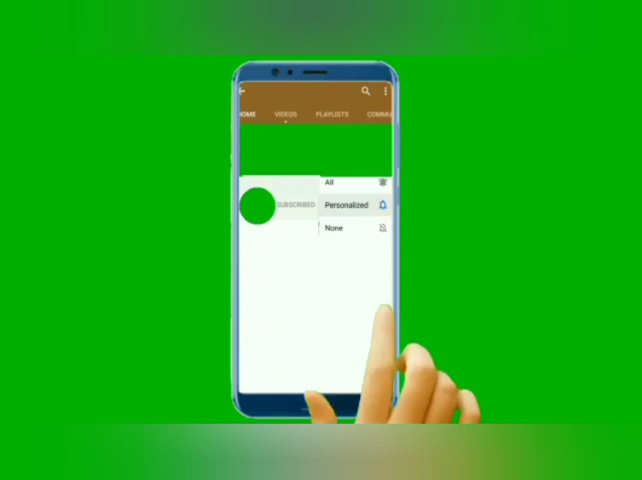 HOME VIDEOS PLAYLISTS COMMU
All
SUBSCRIBED Personalized
None